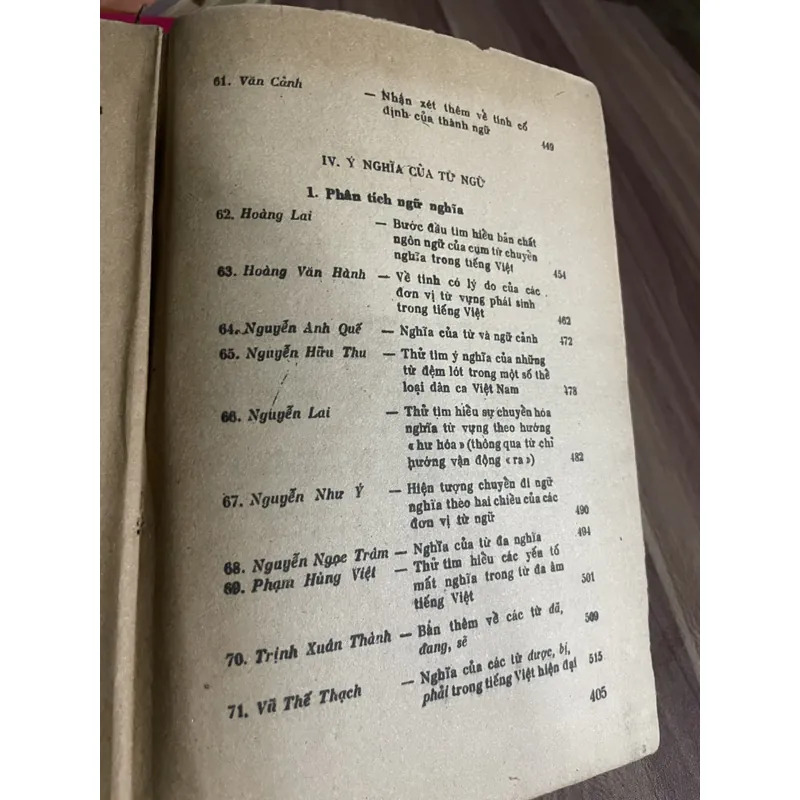 61. Văn Cảnh — Nhận xét thêm về tính cố
định của thành ngữ 449
IV. Ý NGHĨA CỦA TỪ NGỮ
1. Phân tích ngữ nghĩa
62. Hoàng Lai — Bước đầu tìm hiểu bản chất
ngôn ngữ của cụm từ chuyển
nghĩa trong tiếng Việt 454
63. Hoàng Văn Hành — Về tính có lý do của các
đơn vị từ vựng phái sinh
trong tiếng Việt 462
64. Nguyễn Anh Quế — Nghĩa của từ và ngữ cảnh 472
65. Nguyễn Hữu Thu — Thử tìm ý nghĩa của những
từ đệm lót trong một số thể
loại dân ca Việt Nam 478
66. Nguyễn Lai — Thử tìm hiểu sự chuyển hóa
nghĩa từ vựng theo hướng
« hư hóa » (thông qua từ chỉ
hướng vận động « ra ») 482
67. Nguyễn Như Ý — Hiện tượng chuyển di ngữ
nghĩa theo hai chiều của các
đơn vị từ ngữ 490
68. Nguyễn Ngọc Trâm — Nghĩa của từ đa nghĩa 494
69. Phạm Hùng Việt — Thử tìm hiểu các yếu tố
mất nghĩa trong từ đa âm
tiếng Việt 501
70. Trịnh Xuân Thành — Bàn thêm về các từ đã,
đang, sẽ 509
71. Vũ Thế Thạch — Nghĩa của các từ được, bị,
phải trong tiếng Việt hiện đại 515
405